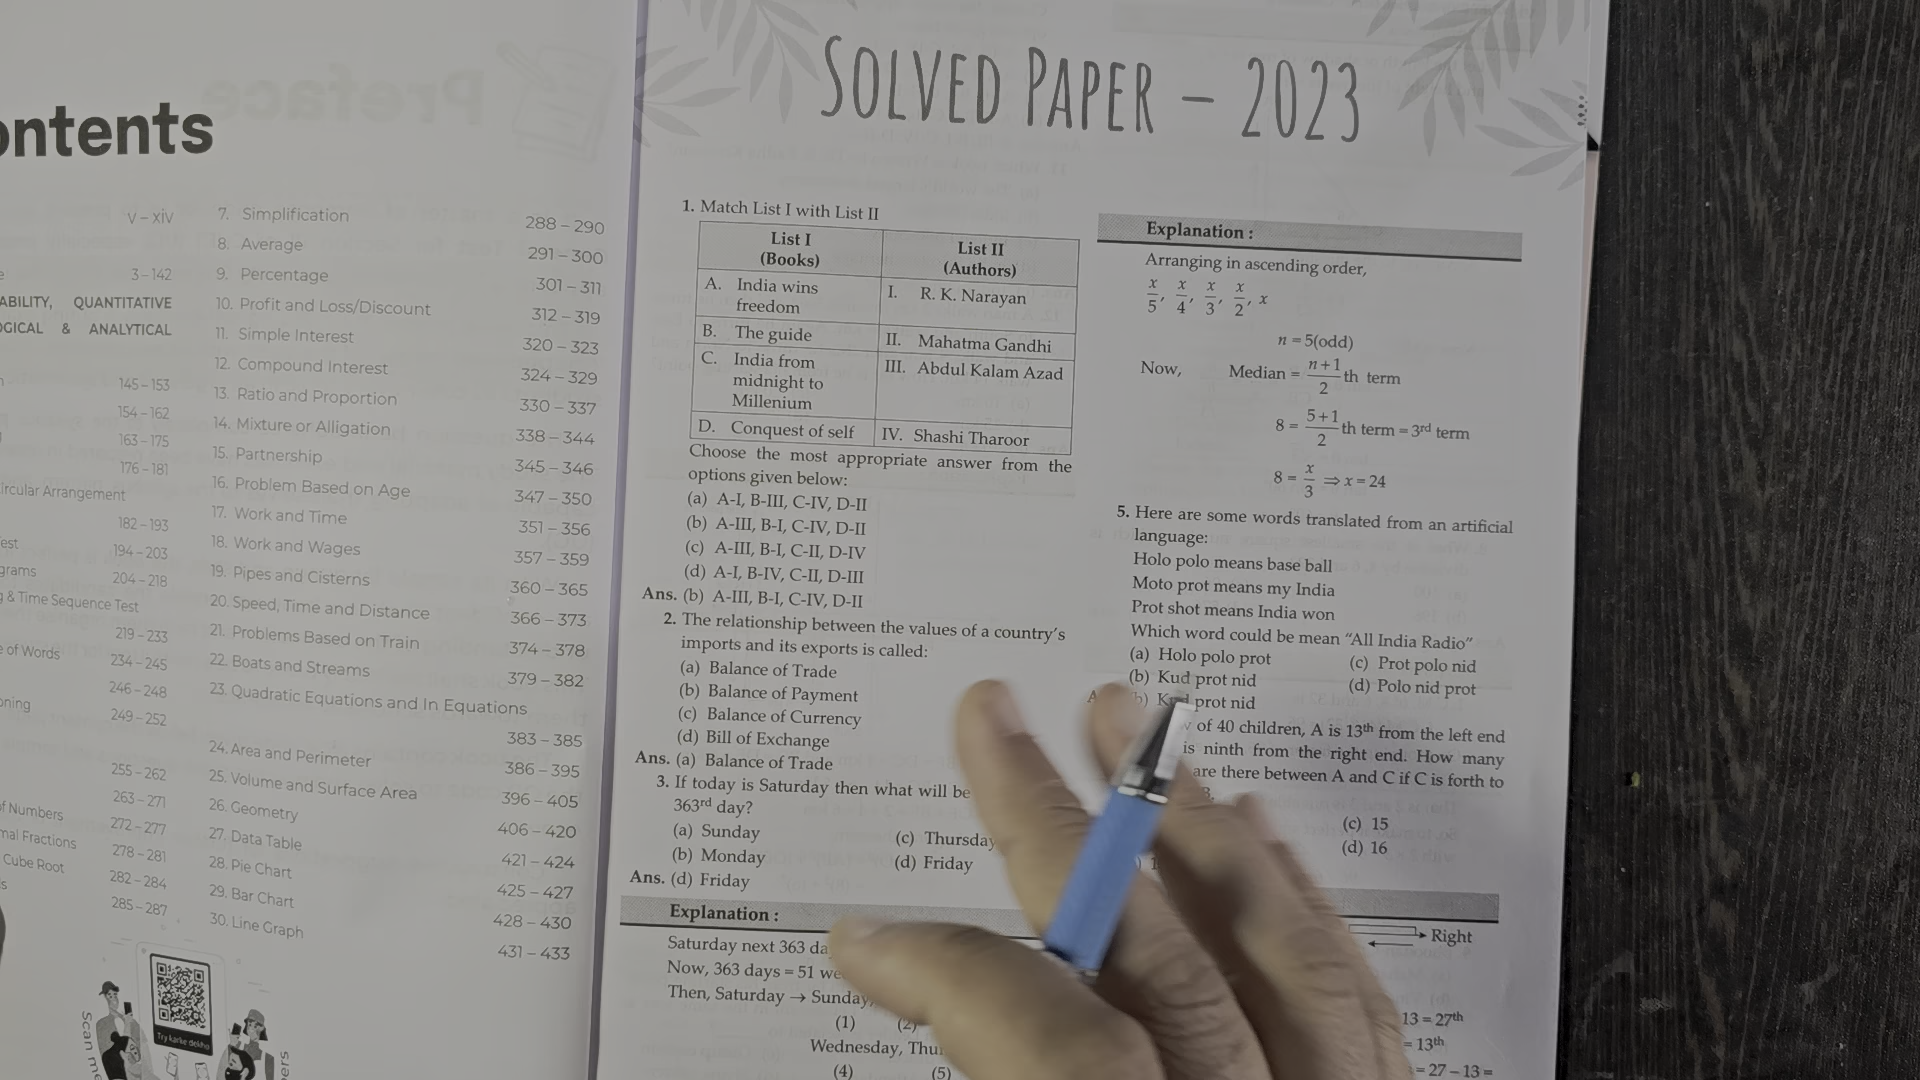 ontents
V – xiv
3 – 142
ABILITY, QUANTITATIVE
OGICAL & ANALYTICAL
145 – 153
154 – 162
163 – 175
176 – 181
ircular Arrangement
182 – 193
est
194 – 203
grams
204 – 218
g & Time Sequence Test
219 – 233
e of Words
234 – 245
246 – 248
oning
249 – 252
255 – 262
263 – 271
of Numbers
272 – 277
mal Fractions
278 – 281
Cube Root
282 – 284
285 – 287
7. Simplification 288 – 290
8. Average 291 – 300
9. Percentage 301 – 311
10. Profit and Loss/Discount 312 – 319
11. Simple Interest 320 – 323
12. Compound Interest 324 – 329
13. Ratio and Proportion 330 – 337
14. Mixture or Alligation 338 – 344
15. Partnership 345 – 346
16. Problem Based on Age 347 – 350
17. Work and Time 351 – 356
18. Work and Wages 357 – 359
19. Pipes and Cisterns 360 – 365
20. Speed, Time and Distance 366 – 373
21. Problems Based on Train 374 – 378
22. Boats and Streams 379 – 382
23. Quadratic Equations and In Equations
383 – 385
24. Area and Perimeter 386 – 395
25. Volume and Surface Area 396 – 405
26. Geometry 406 – 420
27. Data Table 421 – 424
28. Pie Chart 425 – 427
29. Bar Chart 428 – 430
30. Line Graph 431 – 433
Try karke dekho
Scan me
SOLVED PAPER – 2023
1. Match List I with List II
List I (Books) List II (Authors)
A. India wins freedom I. R. K. Narayan
B. The guide II. Mahatma Gandhi
C. India from midnight to Millenium III. Abdul Kalam Azad
D. Conquest of self IV. Shashi Tharoor
Choose the most appropriate answer from the
options given below:
(a) A-I, B-III, C-IV, D-II
(b) A-III, B-I, C-IV, D-II
(c) A-III, B-I, C-II, D-IV
(d) A-I, B-IV, C-II, D-III
Ans. (b) A-III, B-I, C-IV, D-II
2. The relationship between the values of a country's
imports and its exports is called:
(a) Balance of Trade
(b) Balance of Payment
(c) Balance of Currency
(d) Bill of Exchange
Ans. (a) Balance of Trade
3. If today is Saturday then what will be
363rd day?
(a) Sunday (c) Thursday
(b) Monday (d) Friday
Ans. (d) Friday
Explanation :
Saturday next 363 da
Now, 363 days = 51 we
Then, Saturday → Sunday,
(1) (2)
Wednesday, Thu
(4) (5)
Explanation :
Arranging in ascending order,
x/5, x/4, x/3, x/2, x
n = 5(odd)
Now, Median = (n+1)/2 th term
8 = (5+1)/2 th term = 3rd term
8 = x/3 ⇒ x = 24
5. Here are some words translated from an artificial
language:
Holo polo means base ball
Moto prot means my India
Prot shot means India won
Which word could be mean "All India Radio"
(a) Holo polo prot (c) Prot polo nid
(b) Kud prot nid (d) Polo nid prot
b) Kud prot nid
of 40 children, A is 13th from the left end
is ninth from the right end. How many
are there between A and C if C is forth to
B.
(c) 15
(d) 16
Right
13 = 27th
= 13th
= 27 – 13 =